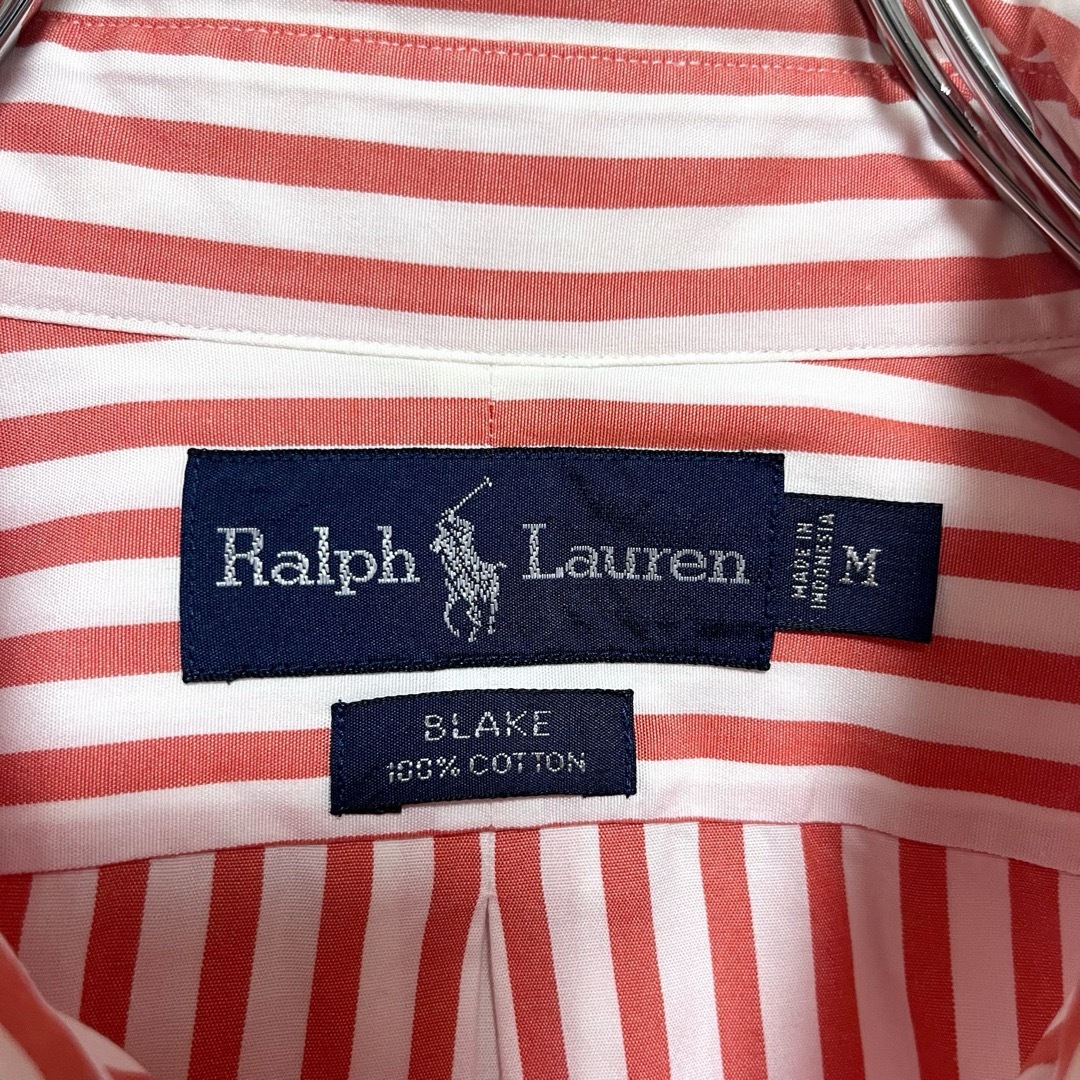 Ralph Lauren
MADE IN
INDONESIA
M
BLAKE
100% COTTON